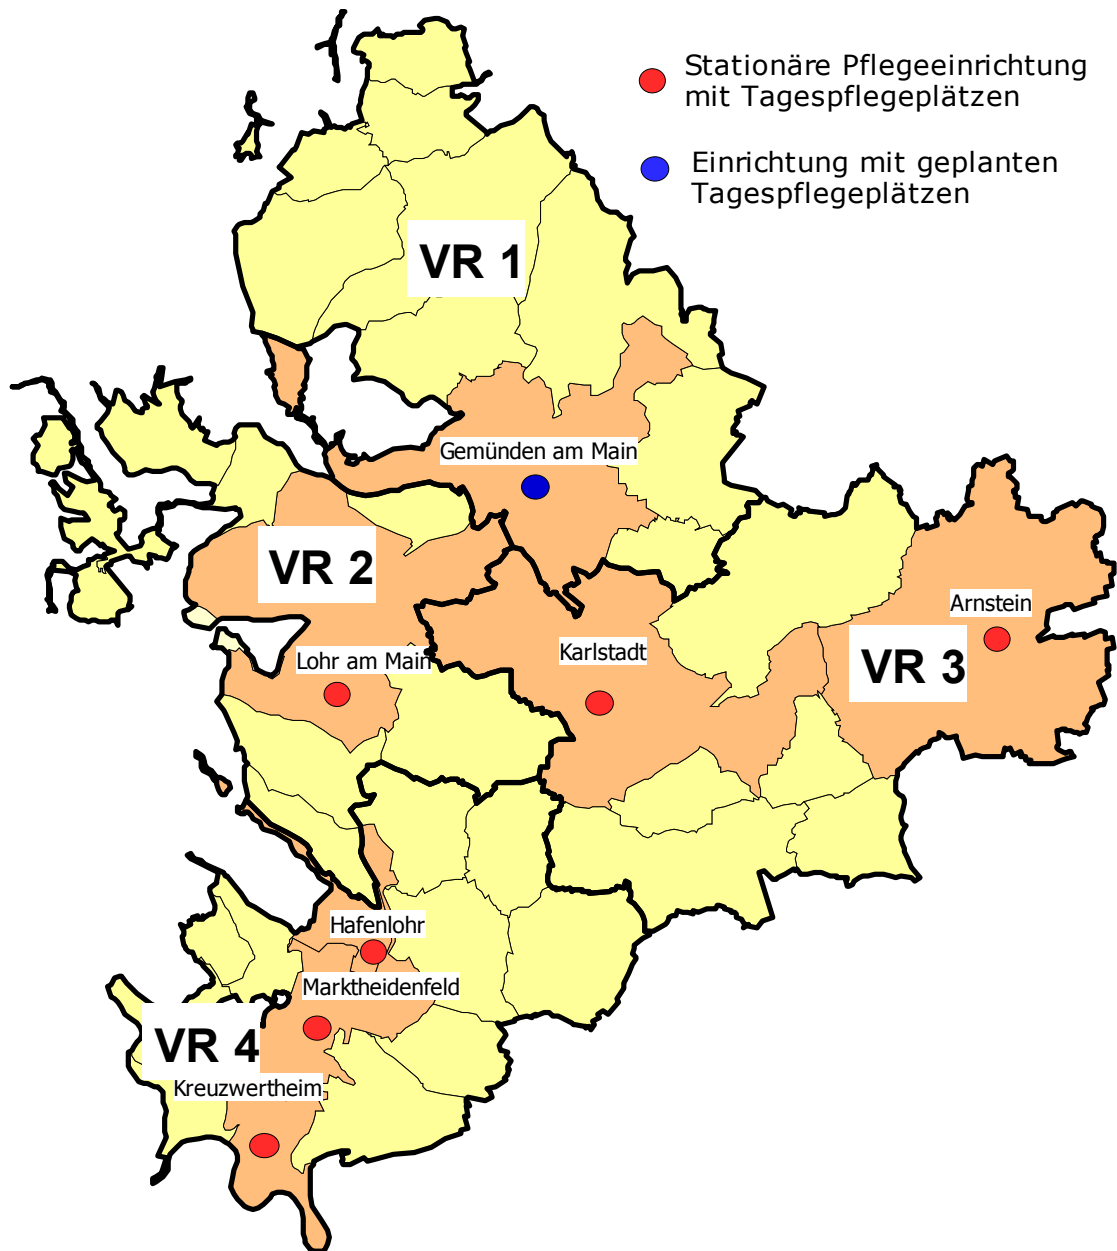 Stationäre Pflegeeinrichtung
mit Tagespflegeplätzen
Einrichtung mit geplanten
Tagespflegeplätzen
VR 1
Gemünden am Main
VR 2
Arnstein
Karlstadt
Lohr am Main
VR 3
Hafenlohr
Marktheidenfeld
VR 4
Kreuzwertheim